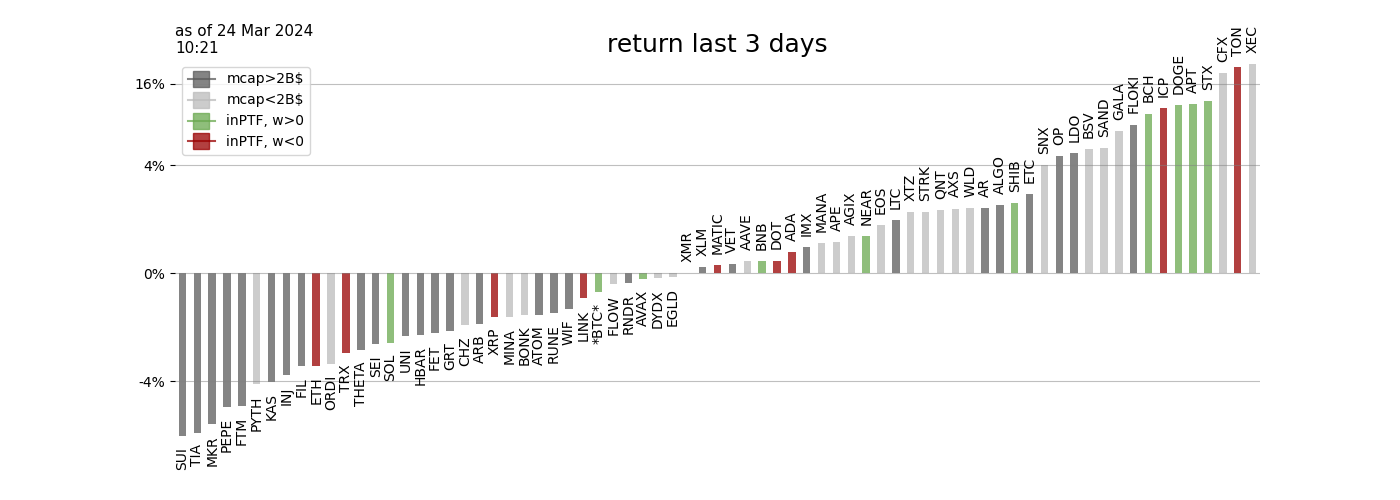 as of 24 Mar 2024
10:21
return last 3 days
mcap>2B$
mcap<2B$
inPTF, w>0
inPTF, w<0
16%
4%
0%
-4%
SUI
TIA
MKR
PEPE
FTM
PYTH
KAS
INJ
FIL
ETH
ORDI
TRX
THETA
SEI
SOL
UNI
HBAR
FET
GRT
CHZ
ARB
XRP
MINA
BONK
ATOM
RUNE
WIF
LINK
*BTC*
FLOW
RNDR
AVAX
DYDX
EGLD
XMR
XLM
MATIC
VET
AAVE
BNB
DOT
ADA
IMX
MANA
APE
AGIX
NEAR
EOS
LTC
XTZ
STRK
QNT
AXS
WLD
AR
ALGO
SHIB
ETC
SNX
OP
LDO
BSV
SAND
GALA
FLOKI
BCH
ICP
DOGE
APT
STX
CFX
TON
XEC